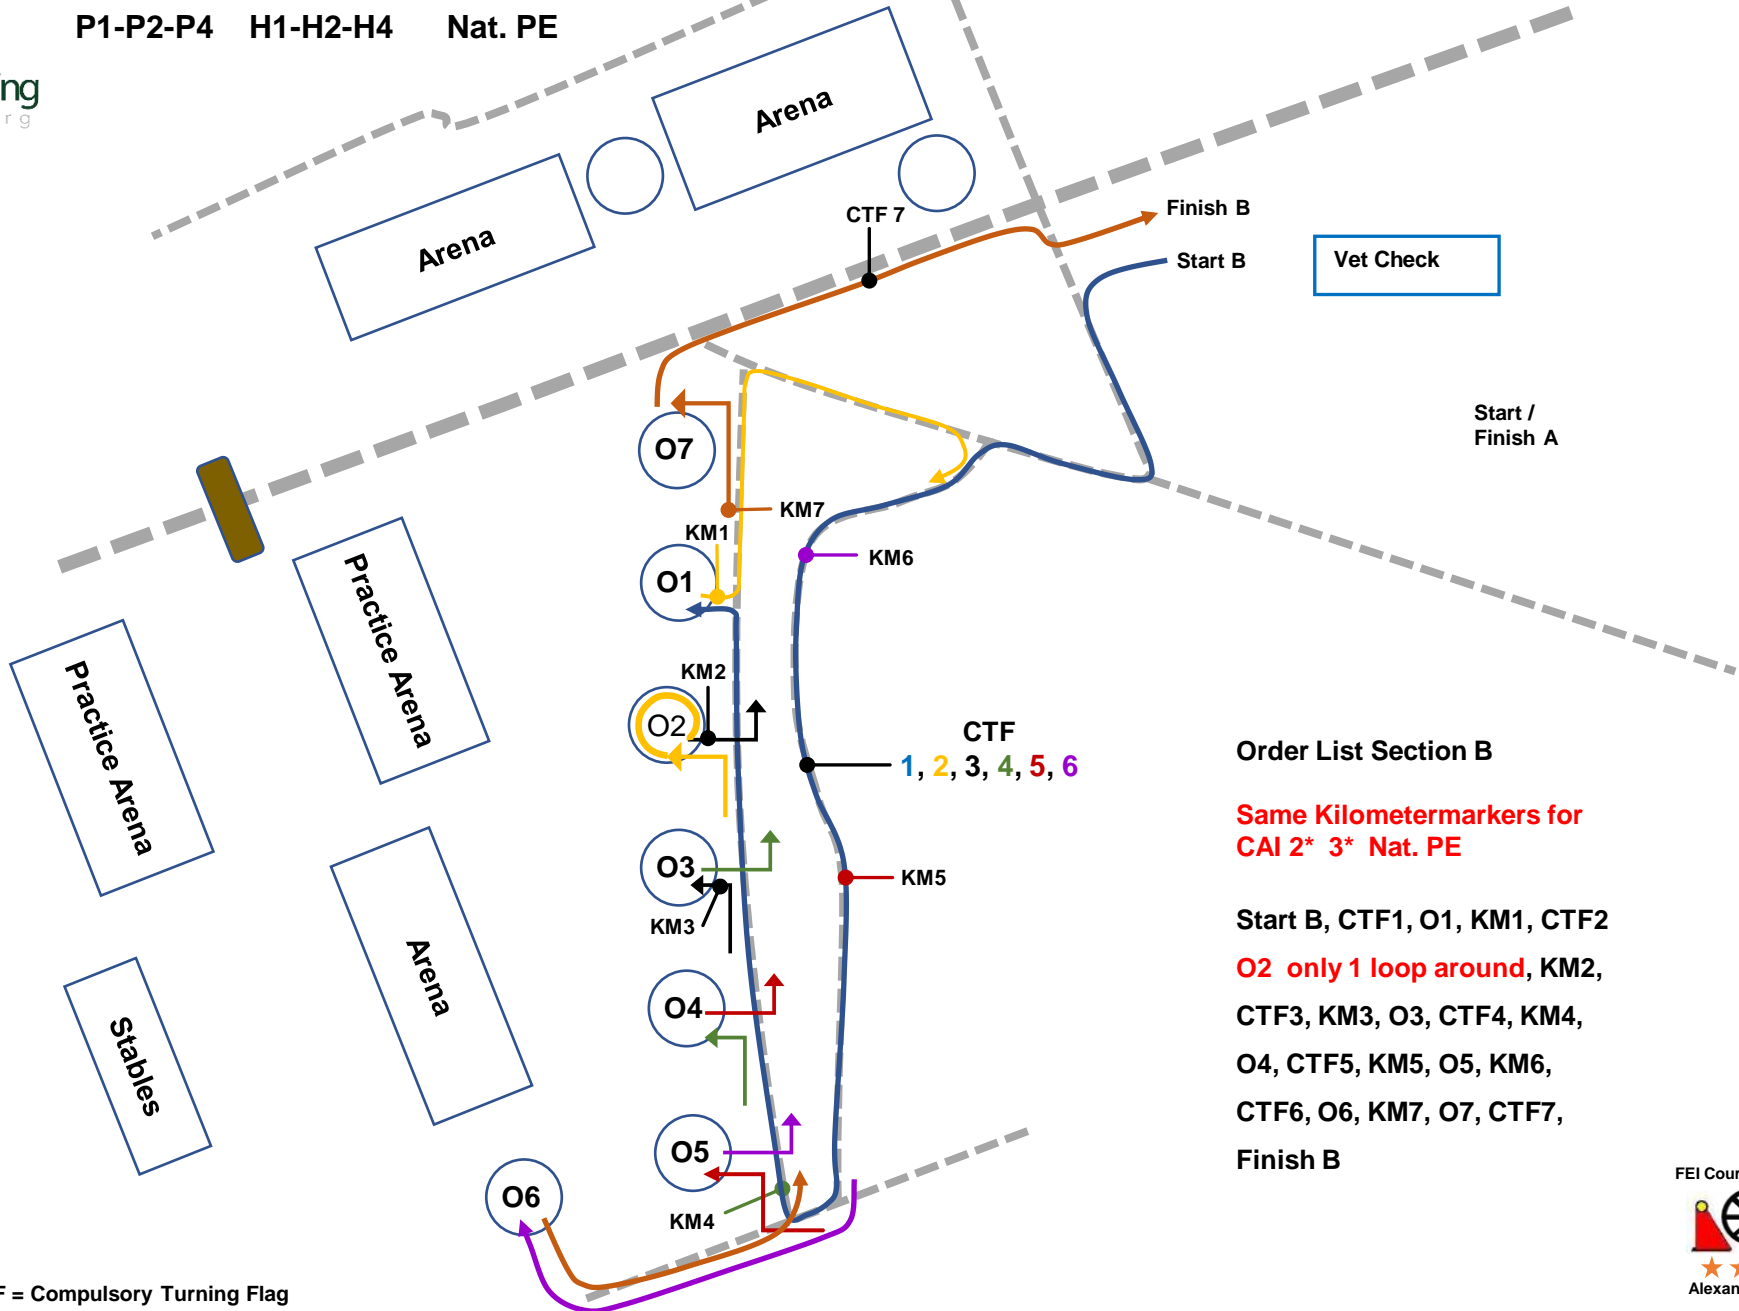 P1-P2-P4 H1-H2-H4 Nat. PE
Arena
Arena
CTF 7
Finish B
Start B
Vet Check
Start /
Finish A
O7
KM7
KM1
KM6
O1
Practice Arena
Practice Arena
KM2
O2
CTF
1, 2, 3, 4, 5, 6
Order List Section B
Same Kilometermarkers for
CAI 2* 3* Nat. PE
O3
KM5
KM3
Start B, CTF1, O1, KM1, CTF2
O2 only 1 loop around, KM2,
CTF3, KM3, O3, CTF4, KM4,
O4, CTF5, KM5, O5, KM6,
CTF6, O6, KM7, O7, CTF7,
Finish B
Arena
O4
Stables
O5
O6
KM4
FEI Cour
Alexan
= Compulsory Turning Flag